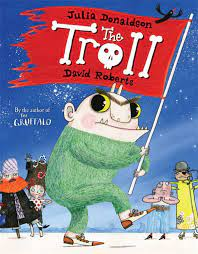 Julia Donaldson
The
Troll
David Roberts
By the author of
The
GRUFFALO